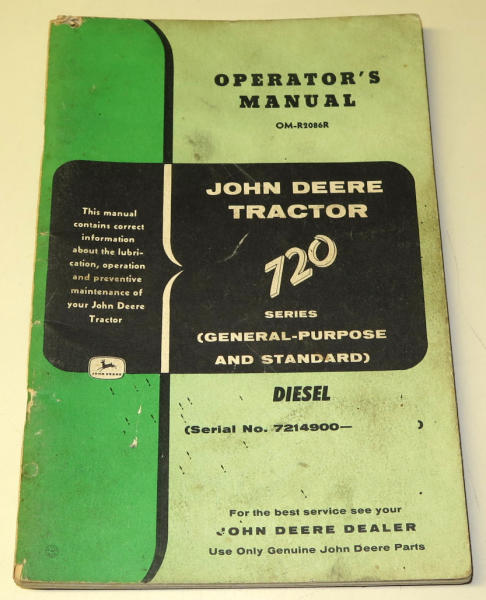 OPERATOR'S
MANUAL
OM-R2086R
This manual
contains correct
information
about the lubri-
cation, operation
and preventive
maintenance of
your John Deere
Tractor
JOHN DEERE
TRACTOR
720
SERIES
(GENERAL-PURPOSE
AND STANDARD)
JOHN DEERE
DIESEL
(Serial No. 7214900— )
For the best service see your
JOHN DEERE DEALER
Use Only Genuine John Deere Parts